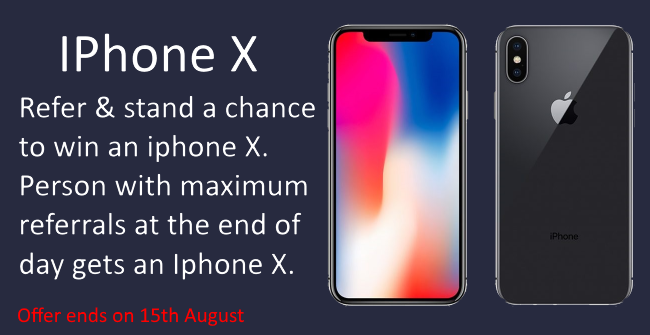 IPhone X
Refer & stand a chance
to win an iphone X.
Person with maximum
referrals at the end of
day gets an Iphone X.
Offer ends on 15th August
iPhone